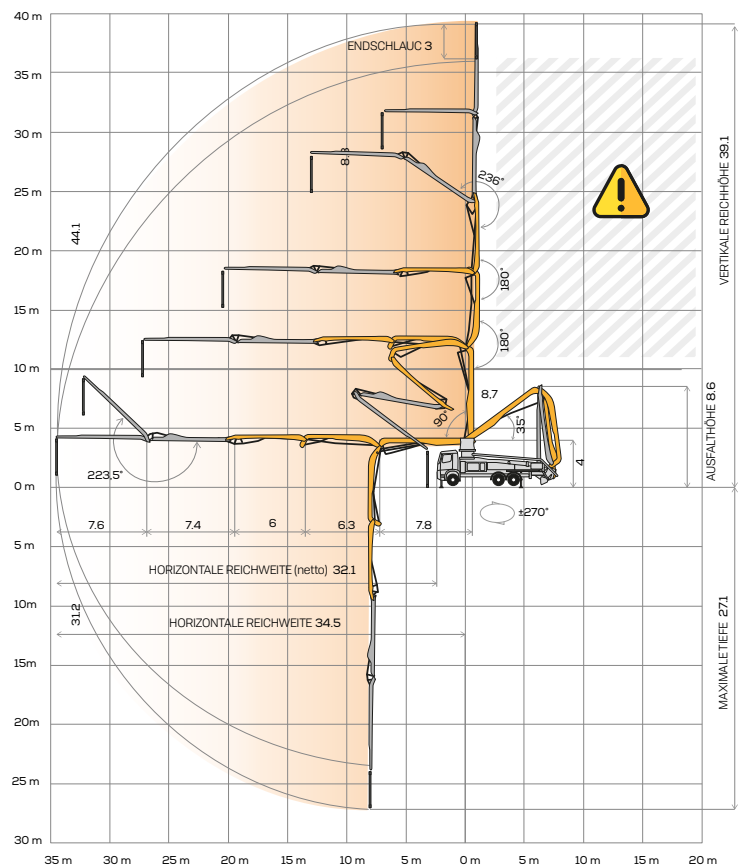 40 m
ENDSCHLAUC 3
35 m
30 m
8.3
236°
25 m
44.1
VERTIKALE REICHHÖHE 39.1
20 m
180°
15 m
180°
10 m
8.7
90°
35°
AUSFALTHÖHE 8.6
5 m
4
223,5°
0 m
±270°
7.6
7.4
6
6.3
7.8
5 m
HORIZONTALE REICHWEITE (netto) 32.1
10m
31.2
HORIZONTALE REICHWEITE 34.5
MAXIMALE TIEFE 27.1
15 m
20m
25 m
30 m
35 m
30 m
25 m
20 m
15 m
10 m
5 m
0 m
5 m
10 m
15 m
20 m